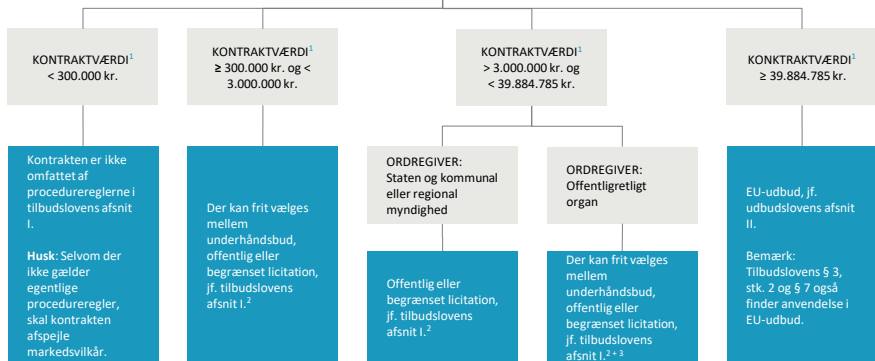 KONTRAKTVÆRDI¹
< 300.000 kr.
KONTRAKTVÆRDI¹
≥ 300.000 kr. og <
3.000.000 kr.
KONTRAKTVÆRDI¹
> 3.000.000 kr. og
< 39.884.785 kr.
KONKTRAKTVÆRDI¹
≥ 39.884.785 kr.
Kontrakten er ikke
omfattet af
procedurereglerne i
tilbudslovens afsnit
I.
Husk: Selvom der
ikke gælder
egentlige
procedureregler,
skal kontrakten
afspejle
markedsvilkår.
Der kan frit vælges
mellem
underhåndsbud,
offentlig eller
begrænset licitation,
jf. tilbudslovens
afsnit I.²
ORDREGIVER:
Staten og kommunal
eller regional
myndighed
Offentlig eller
begrænset licitation,
jf. tilbudslovens
afsnit I.²
ORDREGIVER:
Offentligretligt
organ
Der kan frit vælges
mellem
underhåndsbud,
offentlig eller
begrænset licitation,
jf. tilbudslovens
afsnit I.² ⁺ ³
EU-udbud, jf.
udbudslovens afsnit
II.
Bemærk:
Tilbudslovens § 3,
stk. 2 og § 7 også
finder anvendelse i
EU-udbud.